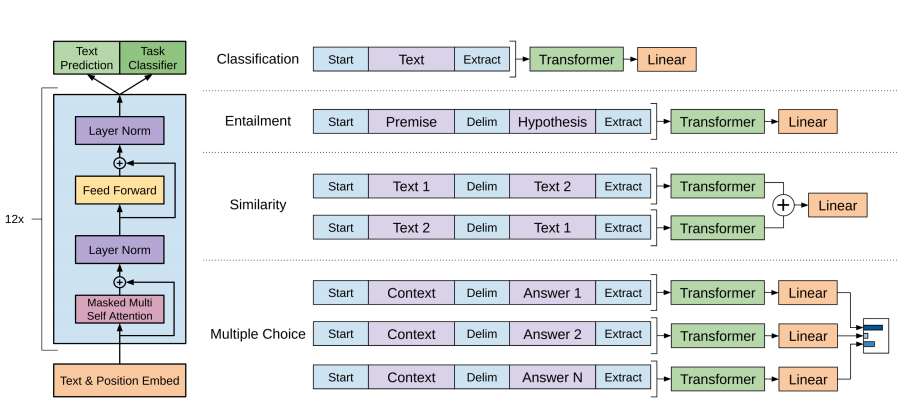 Text
Prediction
Task
Classifier
Layer Norm
Feed Forward
12x
Layer Norm
Masked Multi
Self Attention
Text & Position Embed
Classification
Start Text Extract Transformer Linear
Entailment
Start Premise Delim Hypothesis Extract Transformer Linear
Similarity
Start Text 1 Delim Text 2 Extract Transformer
Linear
Start Text 2 Delim Text 1 Extract Transformer
Multiple Choice
Start Context Delim Answer 1 Extract Transformer Linear
Start Context Delim Answer 2 Extract Transformer Linear
Start Context Delim Answer N Extract Transformer Linear